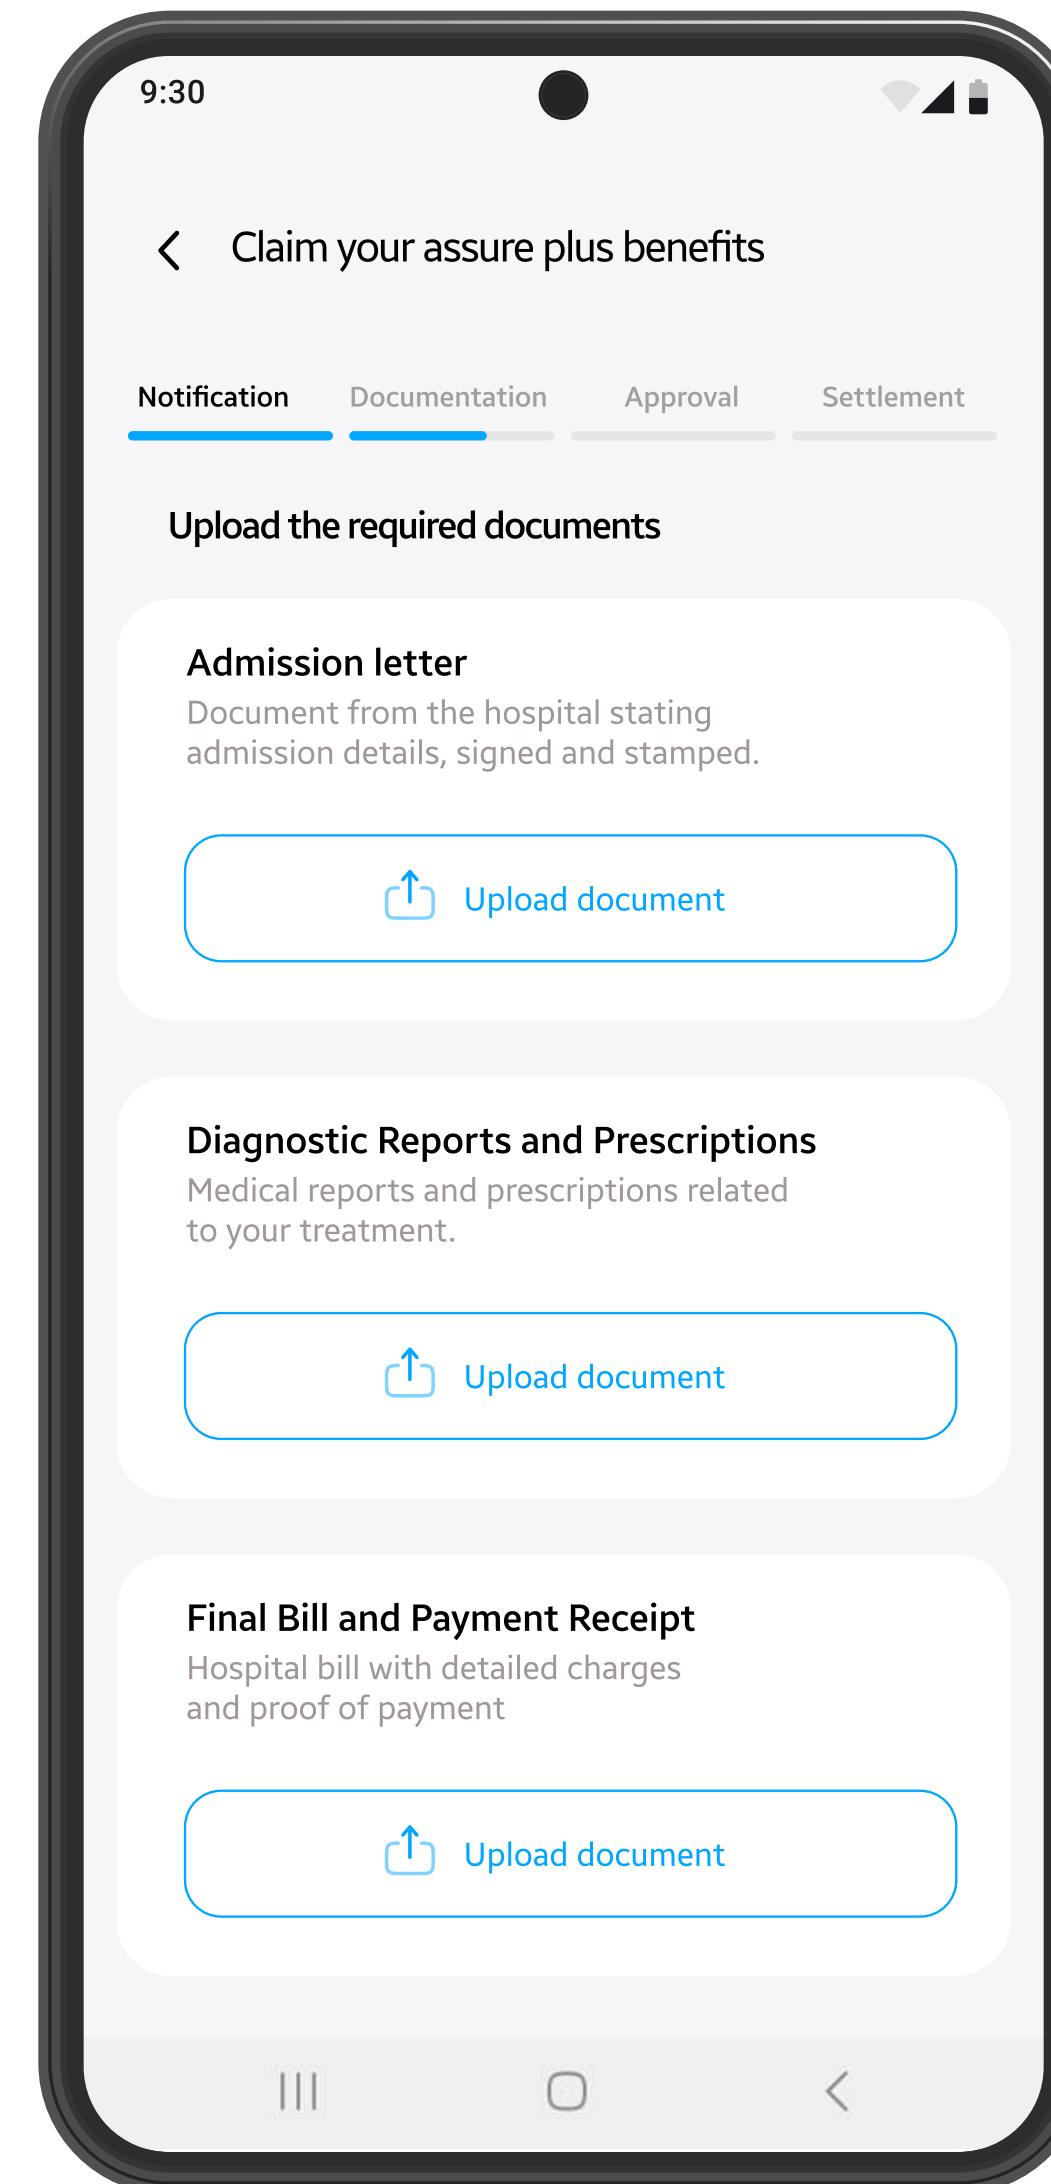 9:30
Claim your assure plus benefits
Notification Documentation Approval Settlement
Upload the required documents
Admission letter
Document from the hospital stating
admission details, signed and stamped.
Upload document
Diagnostic Reports and Prescriptions
Medical reports and prescriptions related
to your treatment.
Upload document
Final Bill and Payment Receipt
Hospital bill with detailed charges
and proof of payment
Upload document